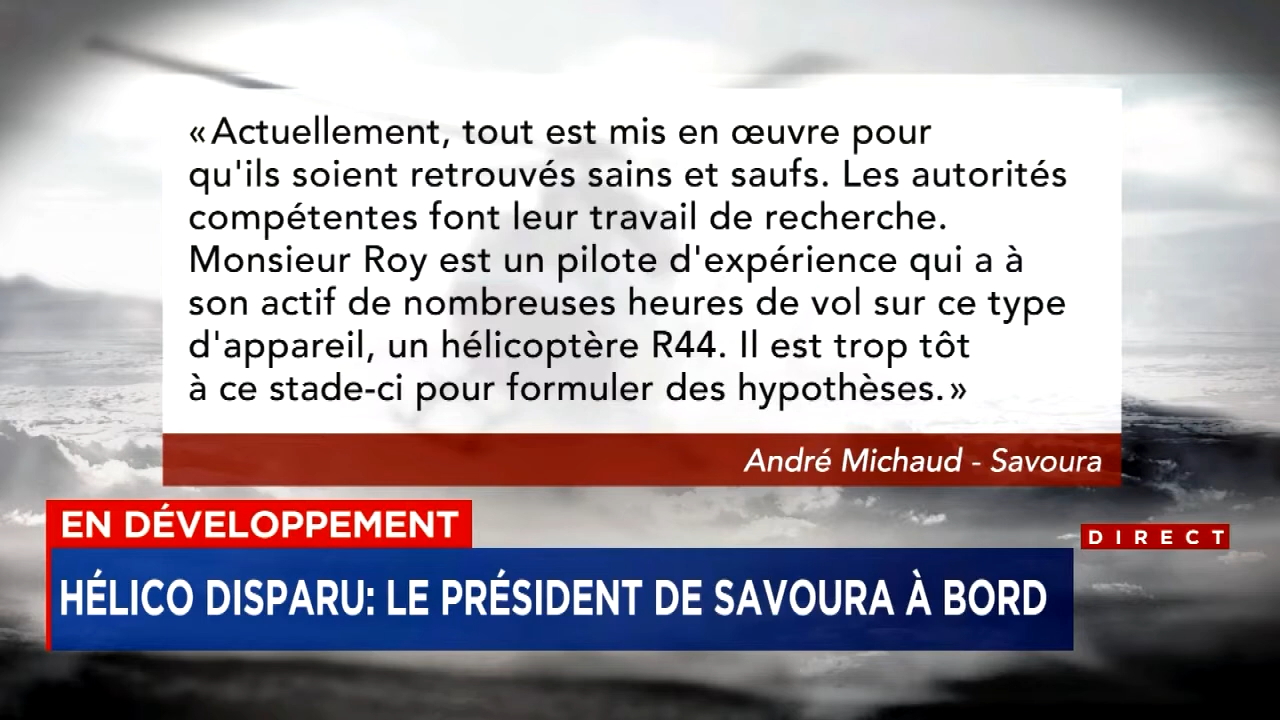 «Actuellement, tout est mis en œuvre pour
qu'ils soient retrouvés sains et saufs. Les autorités
compétentes font leur travail de recherche.
Monsieur Roy est un pilote d'expérience qui a à
son actif de nombreuses heures de vol sur ce type
d'appareil, un hélicoptère R44. Il est trop tôt
à ce stade-ci pour formuler des hypothèses.»
André Michaud - Savoura
EN DÉVELOPPEMENT
DIRECT
HÉLICO DISPARU: LE PRÉSIDENT DE SAVOURA À BORD